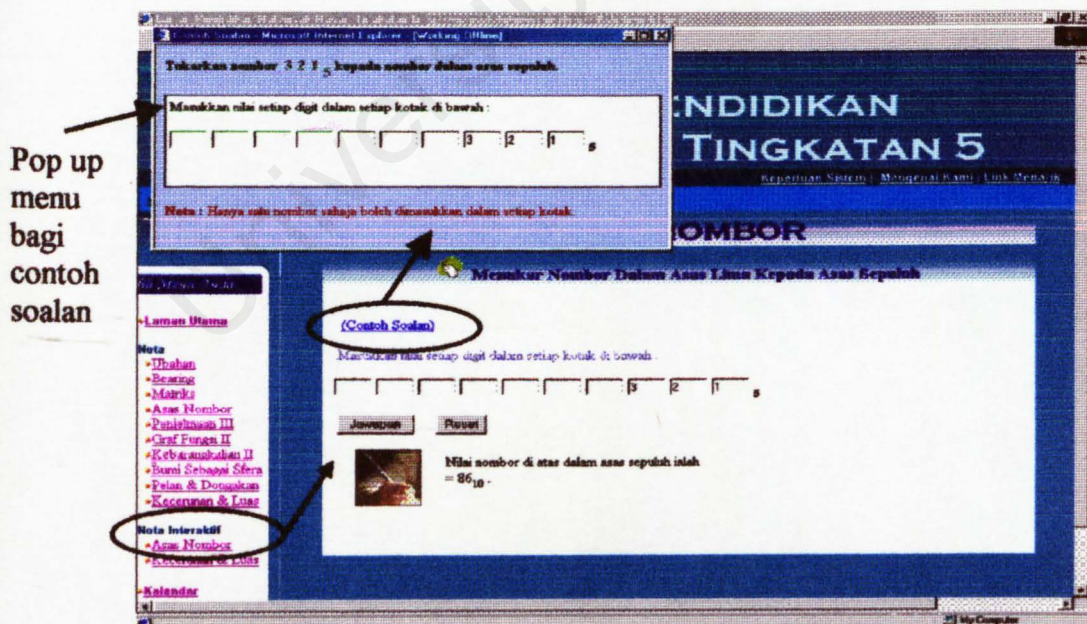 Contoh Soalan - Microsoft Internet Explorer - [Working Offline]
Tukarkan nombor 3 2 1 5 kepada nombor dalam asas sepuluh.
Masukkan nilai setiap digit dalam setiap kotak di bawah :
3 2 1 5
Nota : Hanya satu nombor sahaja boleh dimasukkan dalam setiap kotak.
Pop up
menu
bagi
contoh
soalan
ENDIDIKAN
TINGKATAN 5
Keperluan Sistem | Mengenai Kami | Link Menarik
OMBOR
Menukar Nombor Dalam Asas Lima Kepada Asas Sepuluh
(Contoh Soalan)
Masukkan nilai setiap digit dalam setiap kotak di bawah :
3 2 1 5
Jawapan Reset
Nilai nombor di atas dalam asas sepuluh ialah
= 8610 .
Laman Utama
Nota
Ubahan
Bearing
Matriks
Asas Nombor
Penjelmaan III
Graf Fungsi II
Kebarangkalian II
Bumi Sebagai Sfera
Pelan & Dongakan
Kecerunan & Luas
Nota Interaktif
Asas Nombor
Kecerunan & Luas
Kalendar
My Computer